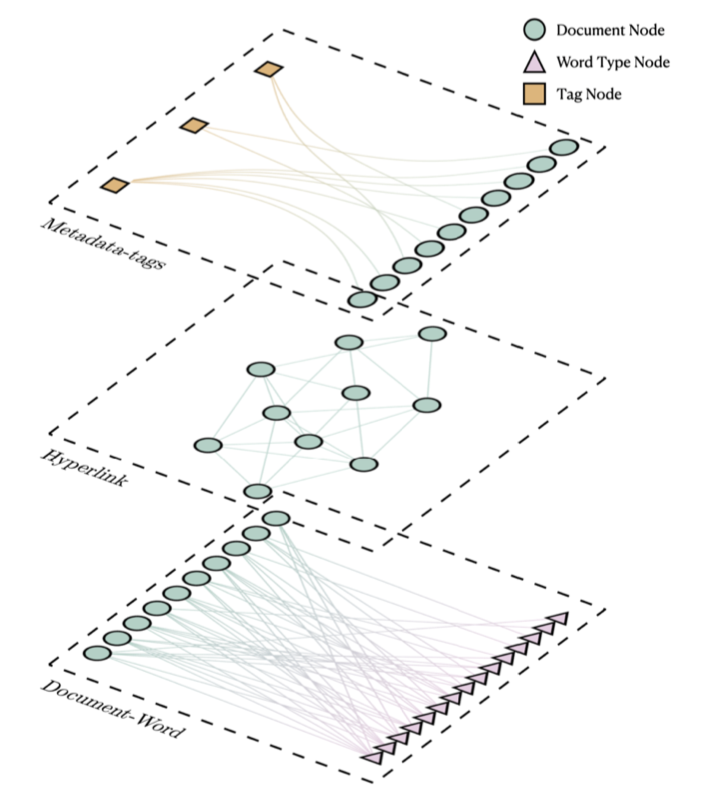 Document Node
Word Type Node
Tag Node
Metadata-tags
Hyperlink
Document-Word